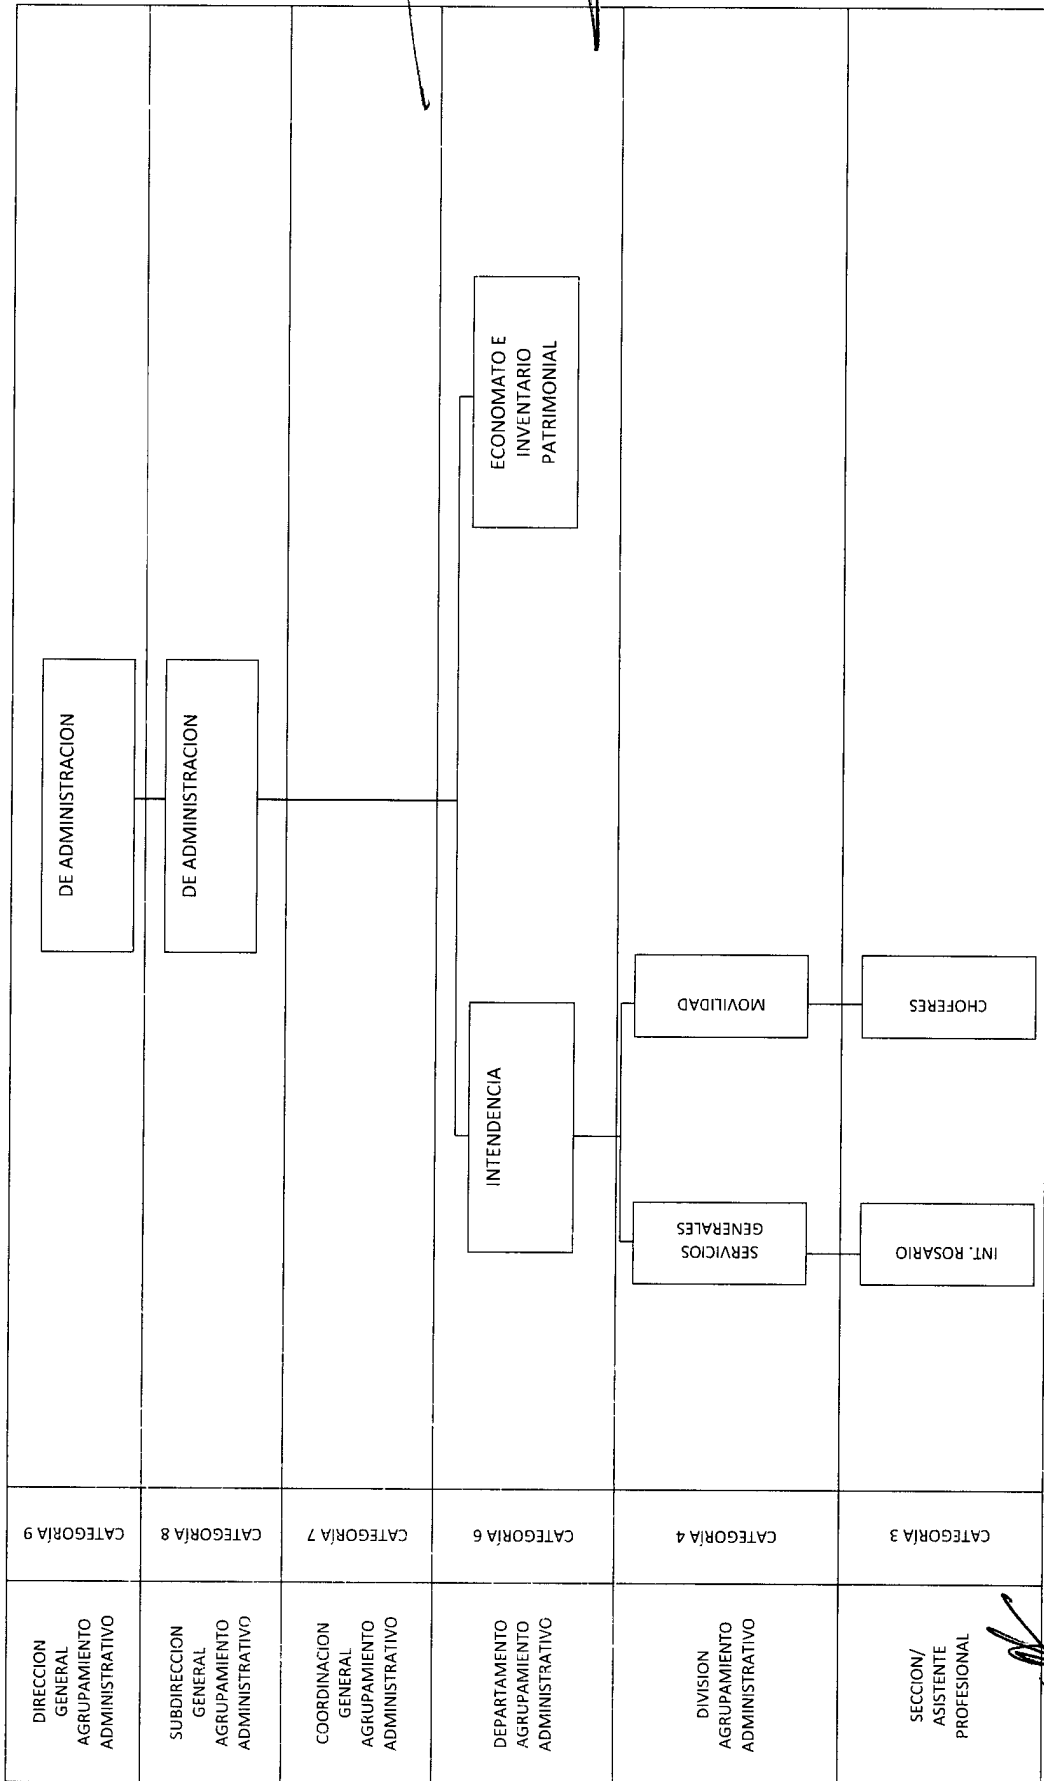 DIRECCION
GENERAL
AGRUPAMIENTO
ADMINISTRATIVO
CATEGORÍA 9
DE ADMINISTRACION
SUBDIRECCION
GENERAL
AGRUPAMIENTO
ADMINISTRATIVO
CATEGORÍA 8
DE ADMINISTRACION
COORDINACION
GENERAL
AGRUPAMIENTO
ADMINISTRATIVO
CATEGORÍA 7
DEPARTAMENTO
AGRUPAMIENTO
ADMINISTRATIVO
CATEGORÍA 6
INTENDENCIA
ECONOMATO E
INVENTARIO
PATRIMONIAL
DIVISION
AGRUPAMIENTO
ADMINISTRATIVO
CATEGORÍA 4
SERVICIOS
GENERALES
MOVILIDAD
SECCION/
ASISTENTE
PROFESIONAL
CATEGORÍA 3
INT. ROSARIO
CHOFERES